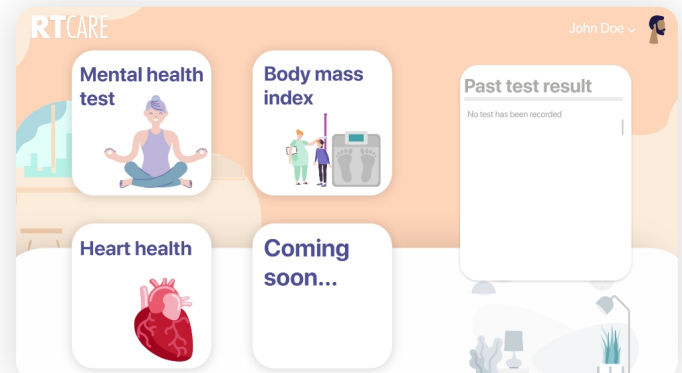 RTCARE
John Doe
Mental health
test
Body mass
index
Past test result
No test has been recorded
Heart health
Coming
soon...